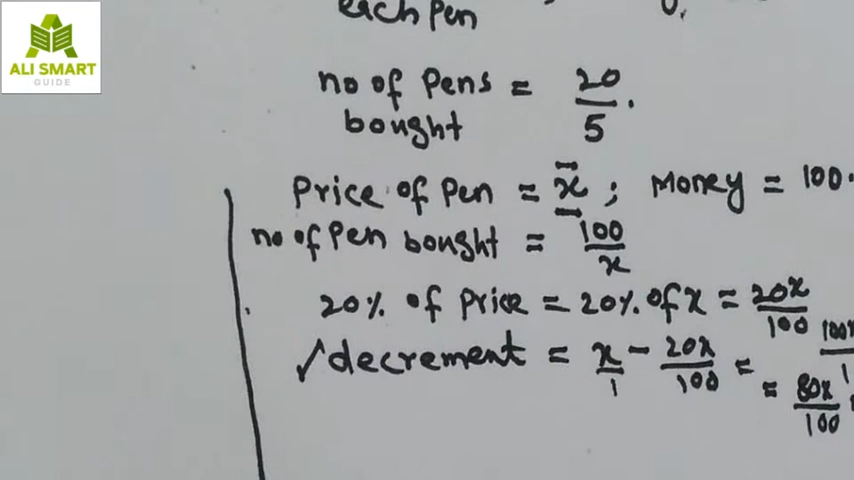 ALI SMART
GUIDE
each pen
no of pens = 20/5.
bought
Price of pen = x ; Money = 100.
no of pen bought = 100/x
20% of price = 20% of x = 20x/100
✓decrement = x/1 - 20x/100 =
= 80x/100